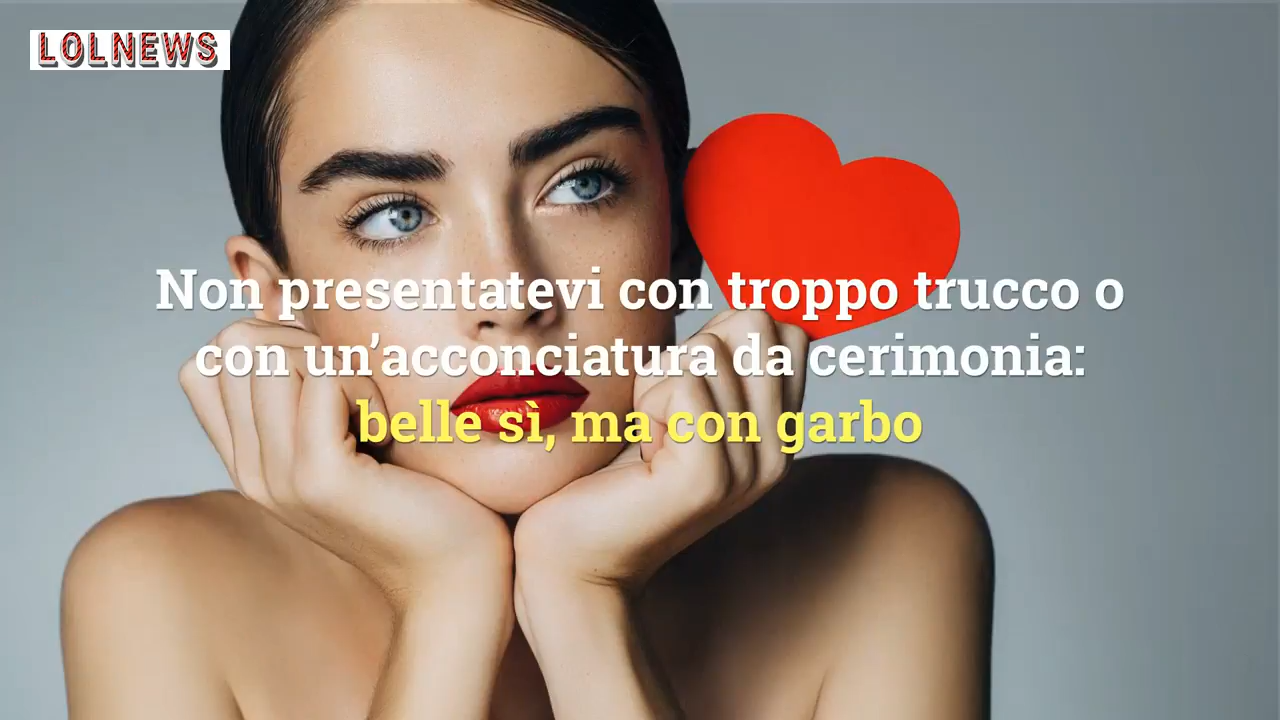 LOLNEWS
Non presentatevi con troppo trucco o
con un’acconciatura da cerimonia:
belle sì, ma con garbo